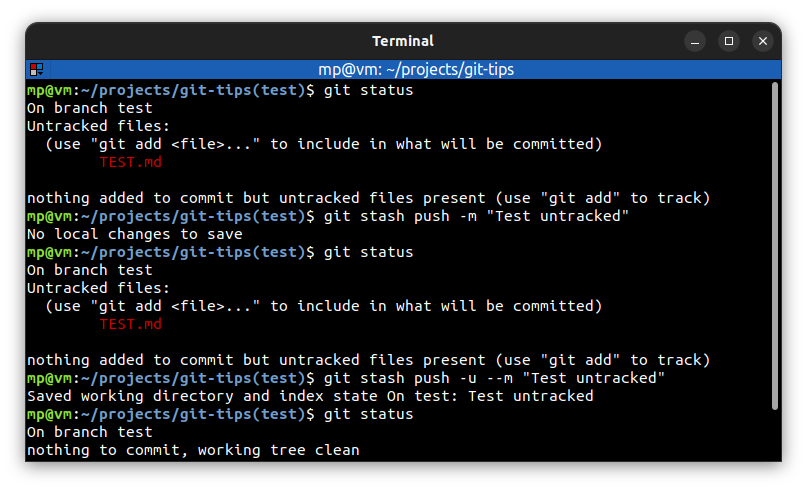 Terminal
mp@vm: ~/projects/git-tips
mp@vm:~/projects/git-tips(test)$ git status
On branch test
Untracked files:
  (use "git add <file>..." to include in what will be committed)
        TEST.md

nothing added to commit but untracked files present (use "git add" to track)
mp@vm:~/projects/git-tips(test)$ git stash push -m "Test untracked"
No local changes to save
mp@vm:~/projects/git-tips(test)$ git status
On branch test
Untracked files:
  (use "git add <file>..." to include in what will be committed)
        TEST.md

nothing added to commit but untracked files present (use "git add" to track)
mp@vm:~/projects/git-tips(test)$ git stash push -u --m "Test untracked"
Saved working directory and index state On test: Test untracked
mp@vm:~/projects/git-tips(test)$ git status
On branch test
nothing to commit, working tree clean